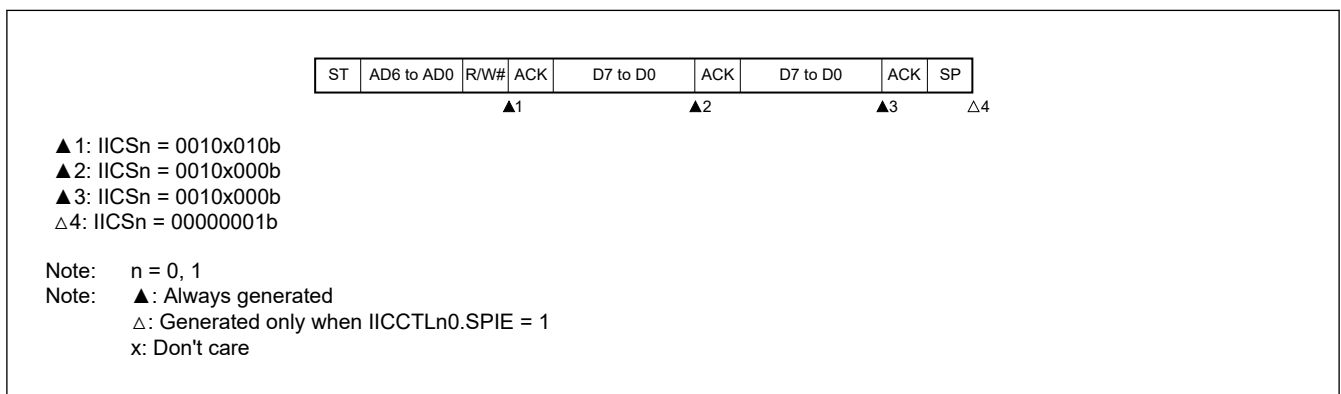 ST AD6 to AD0 R/W# ACK D7 to D0 ACK D7 to D0 ACK SP
▲1 ▲2 ▲3 △4
▲1: IICSn = 0010x010b
▲2: IICSn = 0010x000b
▲3: IICSn = 0010x000b
△4: IICSn = 00000001b
Note: n = 0, 1
Note: ▲: Always generated
△: Generated only when IICCTLn0.SPIE = 1
x: Don't care